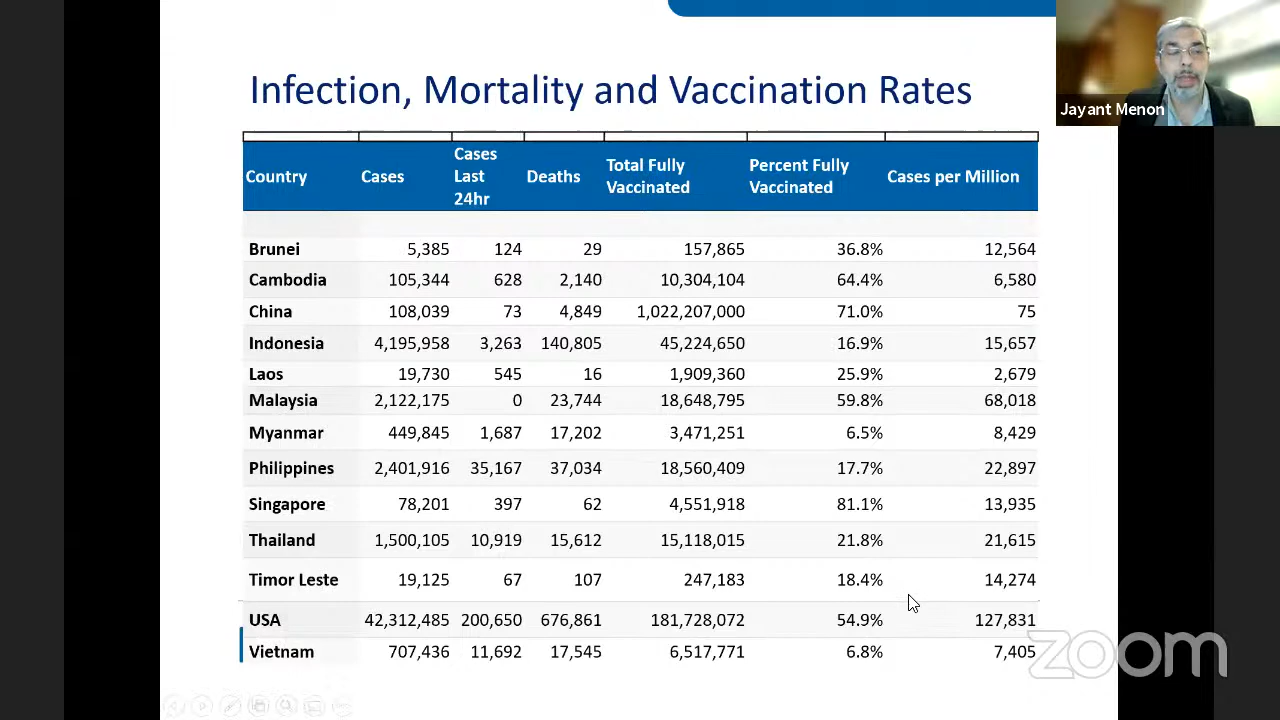 Infection, Mortality and Vaccination Rates
Jayant Menon
Country Cases Cases Last 24hr Deaths Total Fully Vaccinated Percent Fully Vaccinated Cases per Million
Brunei 5,385 124 29 157,865 36.8% 12,564
Cambodia 105,344 628 2,140 10,304,104 64.4% 6,580
China 108,039 73 4,849 1,022,207,000 71.0% 75
Indonesia 4,195,958 3,263 140,805 45,224,650 16.9% 15,657
Laos 19,730 545 16 1,909,360 25.9% 2,679
Malaysia 2,122,175 0 23,744 18,648,795 59.8% 68,018
Myanmar 449,845 1,687 17,202 3,471,251 6.5% 8,429
Philippines 2,401,916 35,167 37,034 18,560,409 17.7% 22,897
Singapore 78,201 397 62 4,551,918 81.1% 13,935
Thailand 1,500,105 10,919 15,612 15,118,015 21.8% 21,615
Timor Leste 19,125 67 107 247,183 18.4% 14,274
USA 42,312,485 200,650 676,861 181,728,072 54.9% 127,831
Vietnam 707,436 11,692 17,545 6,517,771 6.8% 7,405
zoom